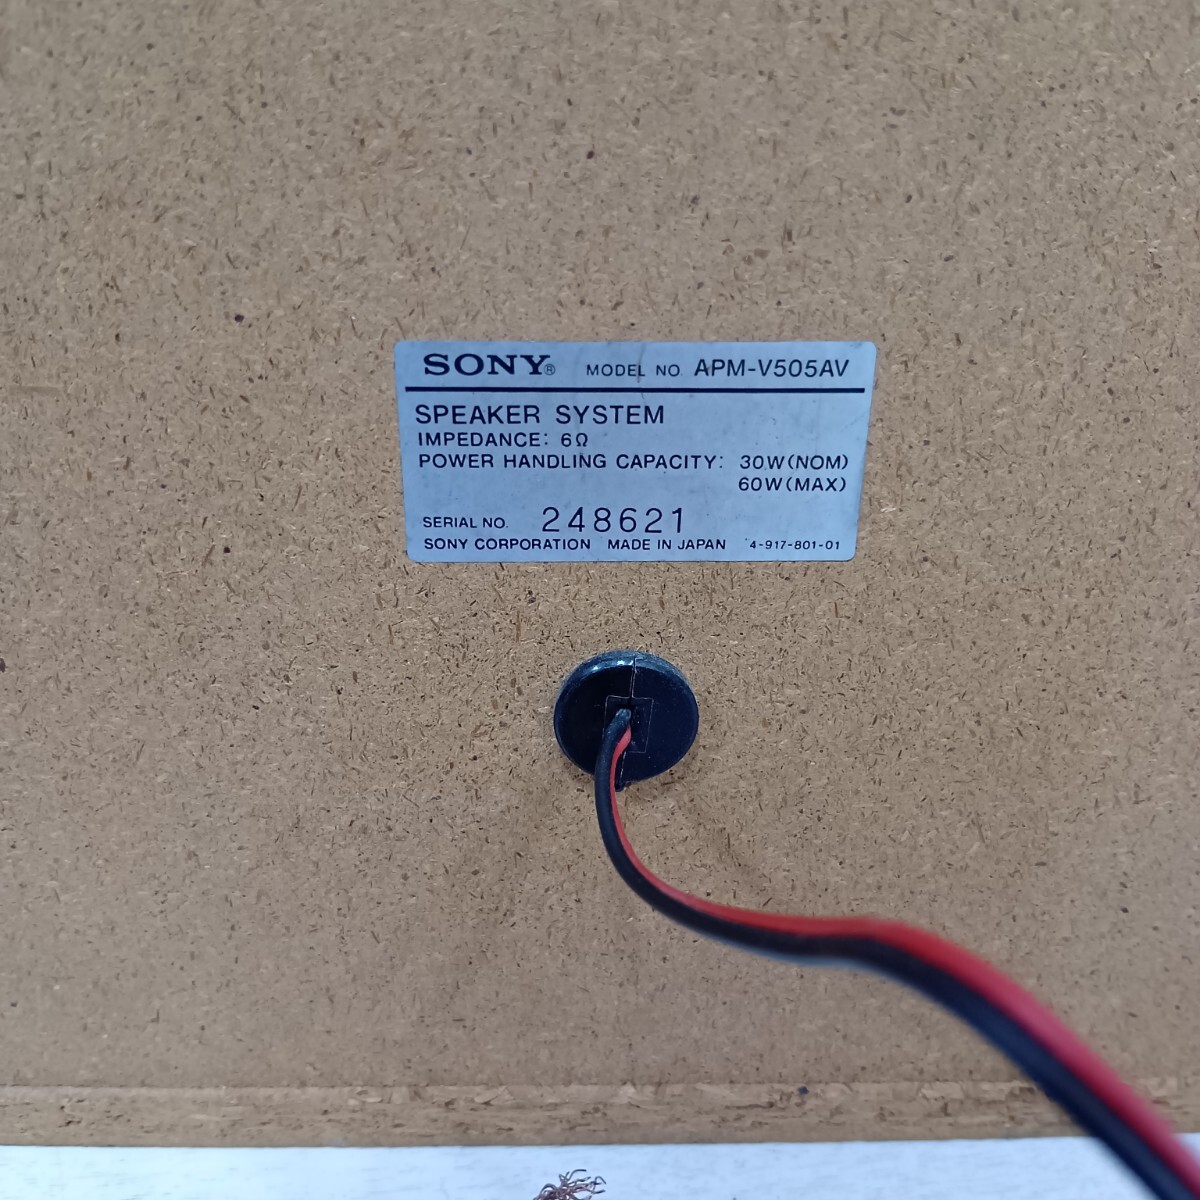 SONY® MODEL NO. APM-V505AV
SPEAKER SYSTEM
IMPEDANCE: 6Ω
POWER HANDLING CAPACITY: 30W(NOM)
60W(MAX)
SERIAL NO. 248621
SONY CORPORATION MADE IN JAPAN 4-917-801-01